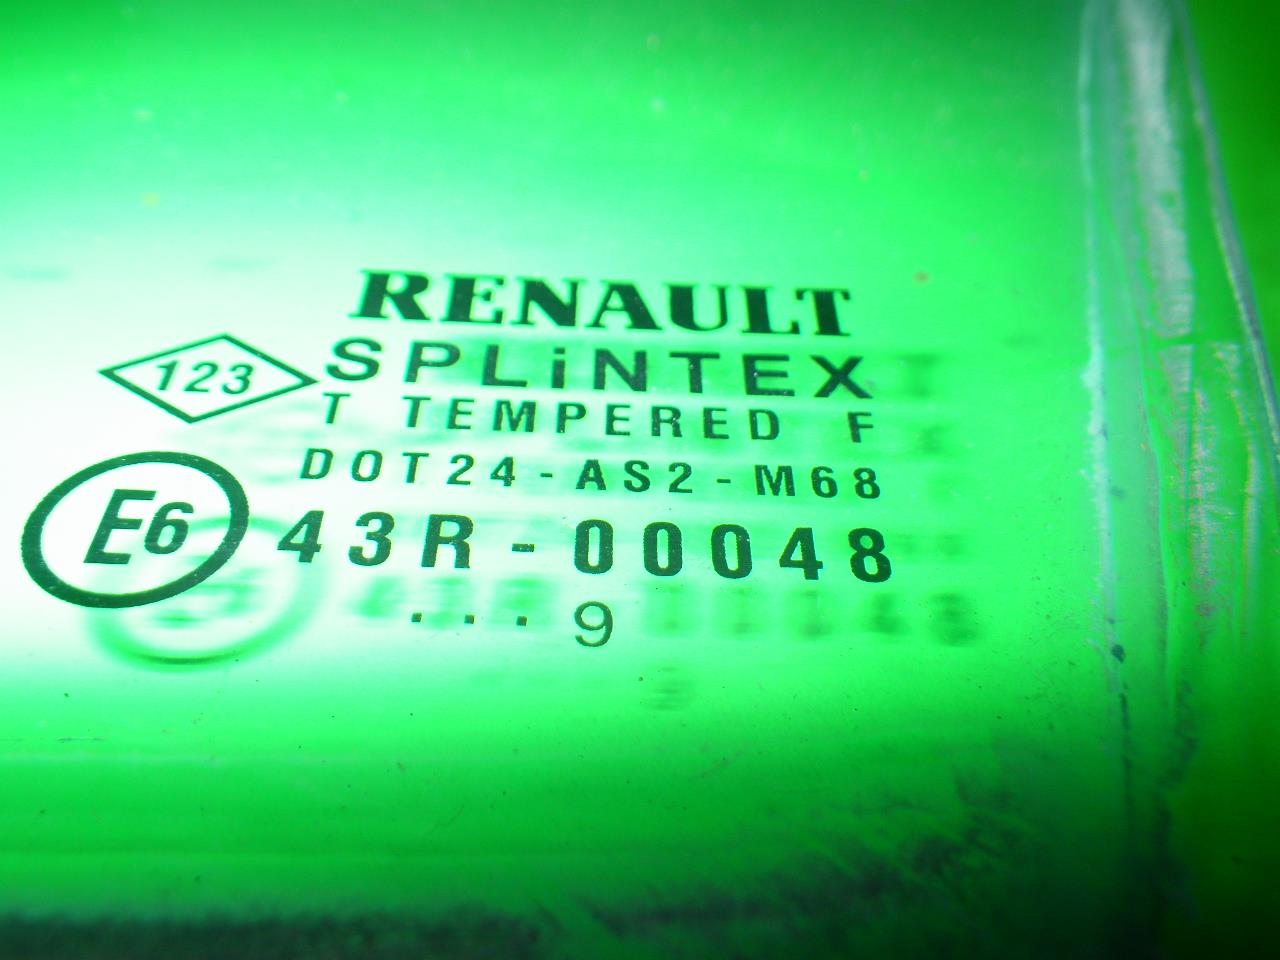 RENAULT
123
SPLiNTEX
T TEMPERED F
DOT24-AS2-M68
E6
43R-00048
...9